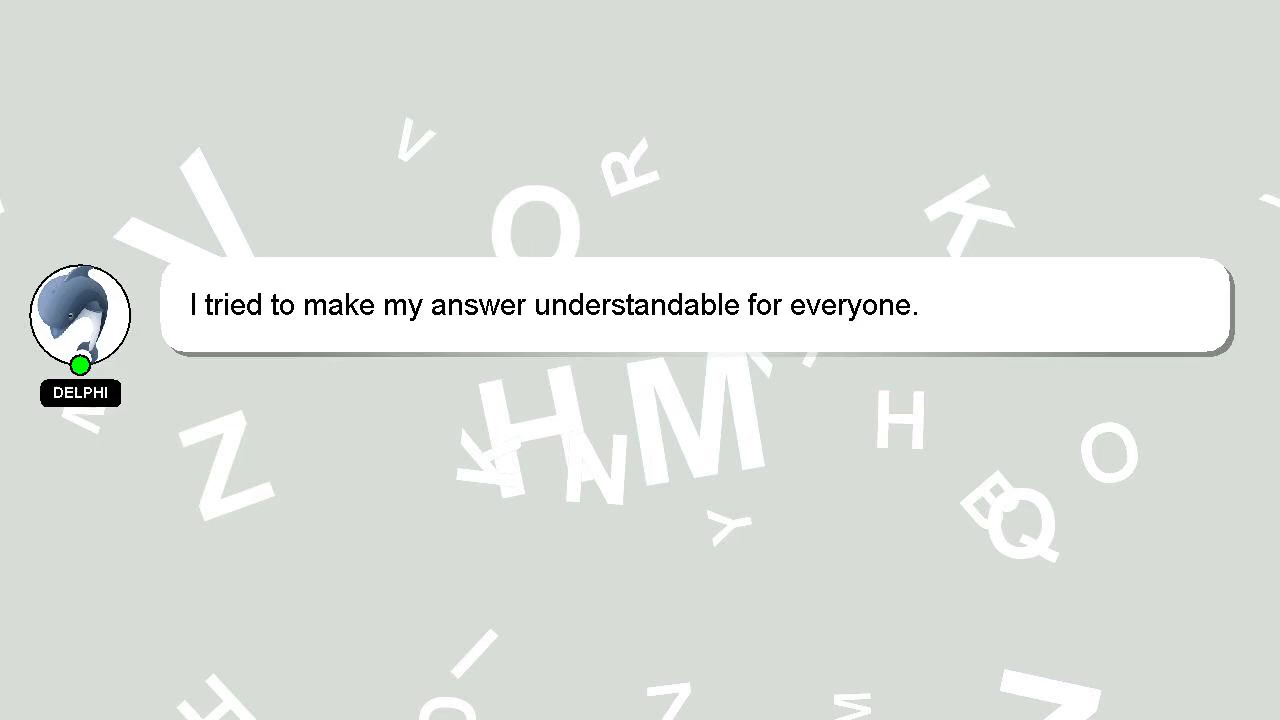 I tried to make my answer understandable for everyone.
DELPHI
V
V
O
R
K
N
Z
H
K
N
M
H
O
B
Q
Y
I
H
O
Z
M